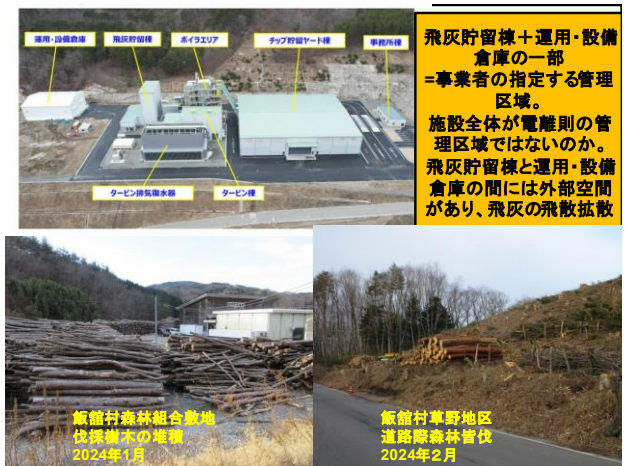 運用・設備倉庫
飛灰貯留棟
ボイラエリア
チップ貯留ヤード棟
事務所棟
タービン排気復水器
タービン棟
飛灰貯留棟＋運用・設備
倉庫の一部
=事業者の指定する管理
区域。
施設全体が電離則の管
理区域ではないのか。
飛灰貯留棟と運用・設備
倉庫の間には外部空間
があり、飛灰の飛散拡散
飯舘村森林組合敷地
伐採樹木の堆積
2024年1月
飯舘村草野地区
道路際森林皆伐
2024年２月